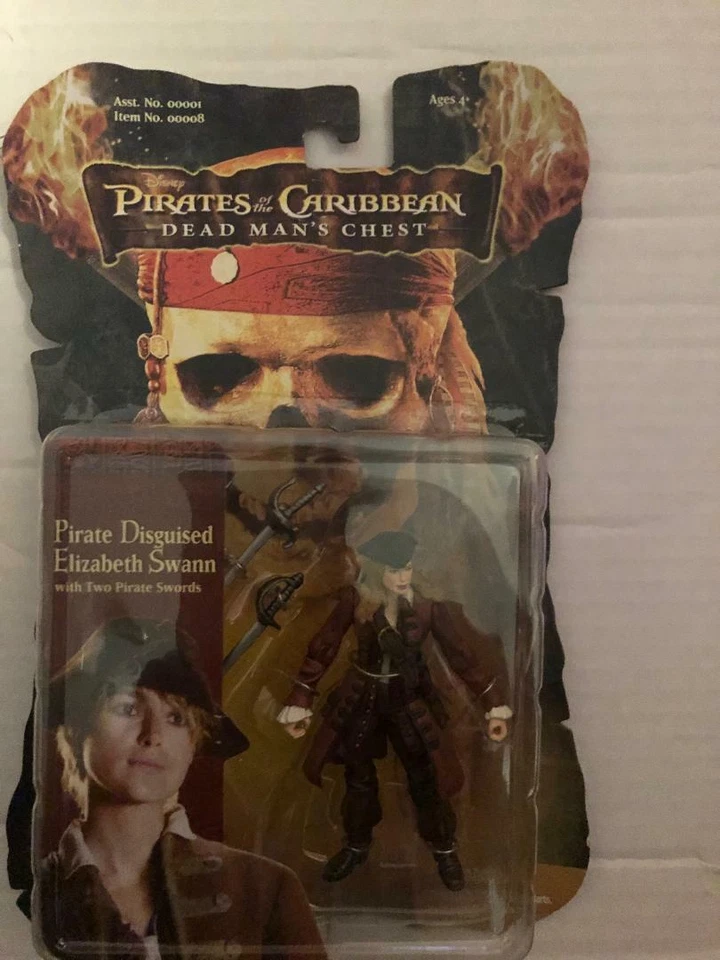 Asst. No. 00001
Item No. 00008
Ages 4+
Disney
PIRATES of the CARIBBEAN
DEAD MAN'S CHEST
Pirate Disguised
Elizabeth Swann
with Two Pirate Swords